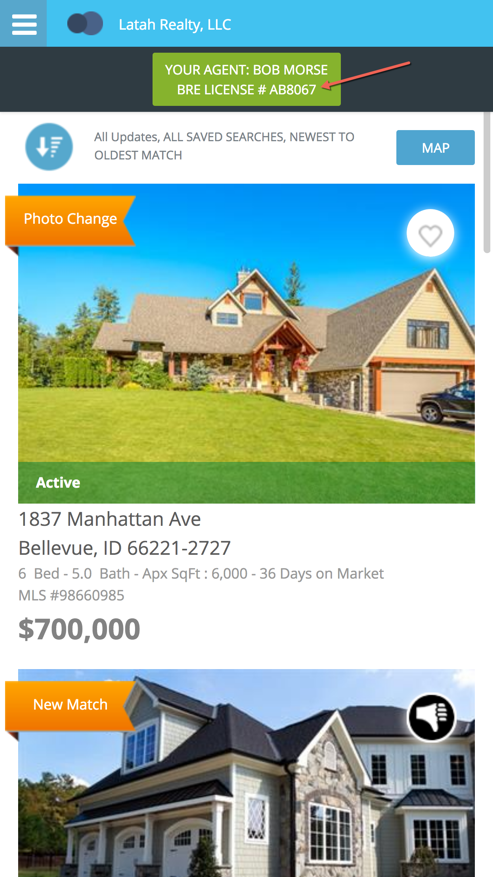 Latah Realty, LLC
YOUR AGENT: BOB MORSE
BRE LICENSE # AB8067
All Updates, ALL SAVED SEARCHES, NEWEST TO
OLDEST MATCH
MAP
Photo Change
Active
1837 Manhattan Ave
Bellevue, ID 66221-2727
6 Bed - 5.0 Bath - Apx SqFt : 6,000 - 36 Days on Market
MLS #98660985
$700,000
New Match